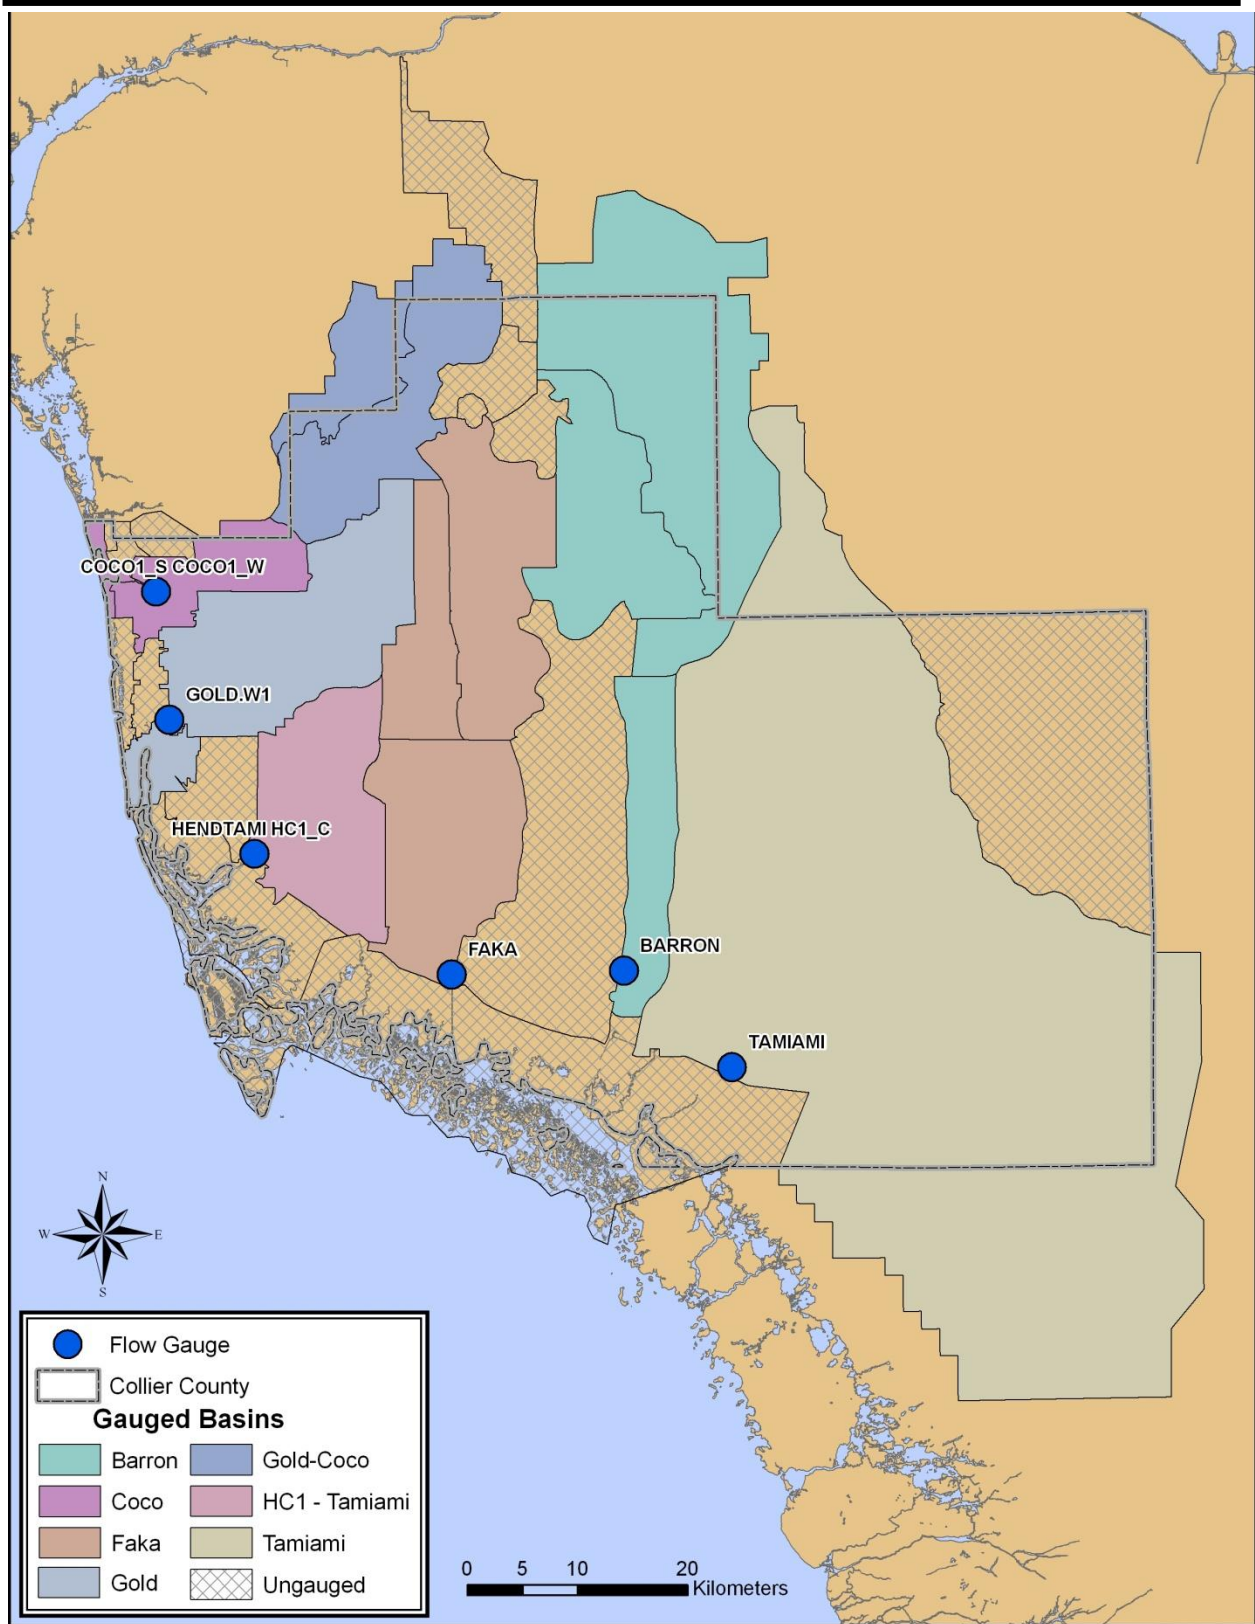 COCO1_S COCO1_W
GOLD.W1
HENDTAMI HC1_C
FAKA
BARRON
TAMIAMI
N
W E
S
Flow Gauge
Collier County
Gauged Basins
Barron Gold-Coco
Coco HC1 - Tamiami
Faka Tamiami
Gold Ungauged
0 5 10 20
Kilometers